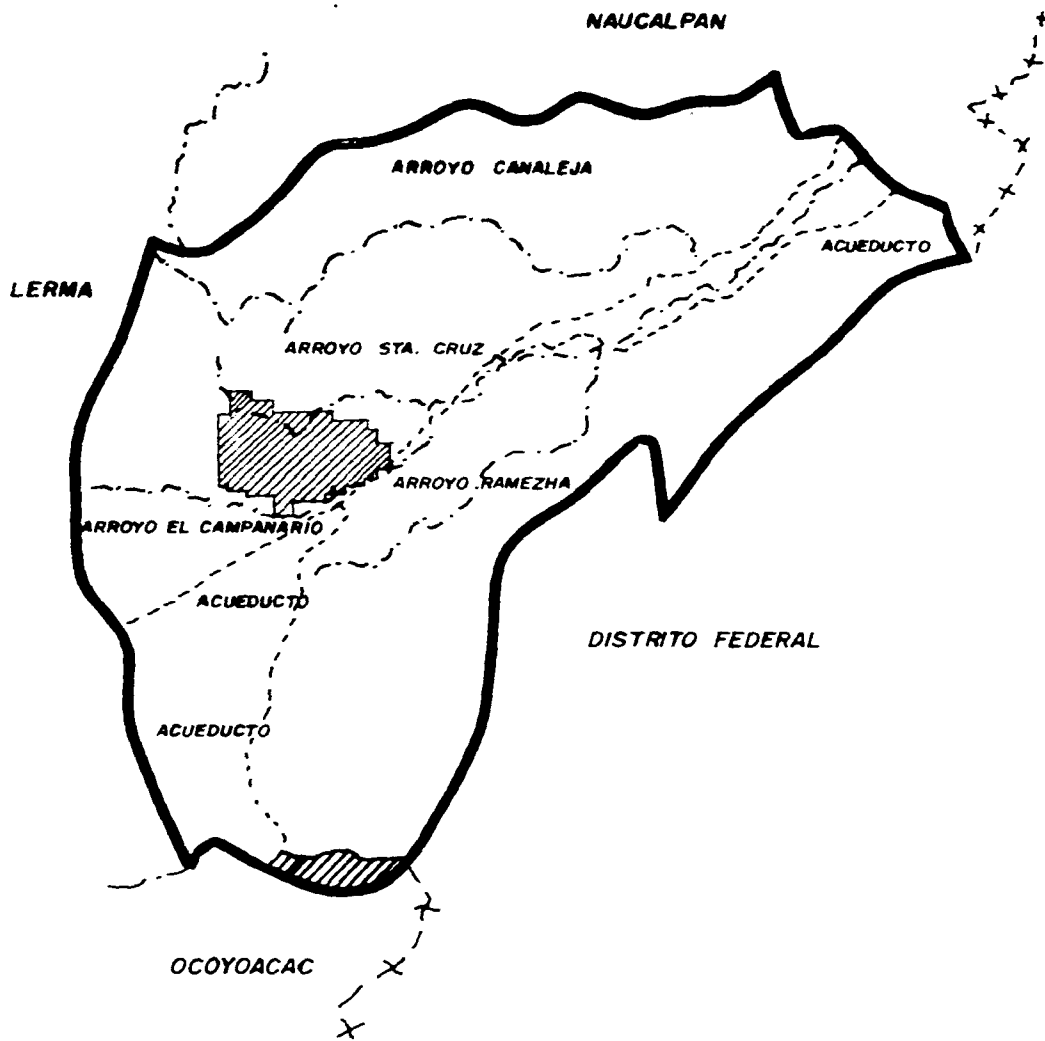 NAUCALPAN
ARROYO CANALEJA
ACUEDUCTO
LERMA
ARROYO STA. CRUZ
ARROYO RAMEZHA
ARROYO EL CAMPANARIO
ACUEDUCTO
DISTRITO FEDERAL
ACUEDUCTO
OCOYOACAC